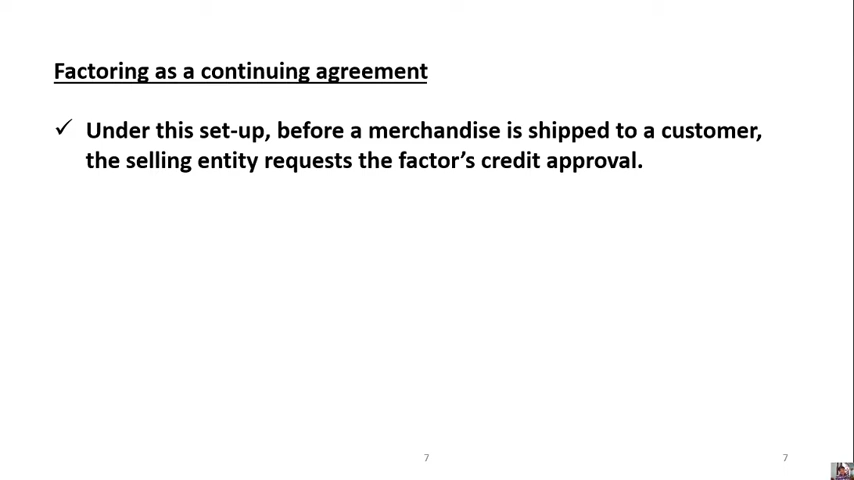 Factoring as a continuing agreement
✓ Under this set-up, before a merchandise is shipped to a customer,
the selling entity requests the factor’s credit approval.
7
7